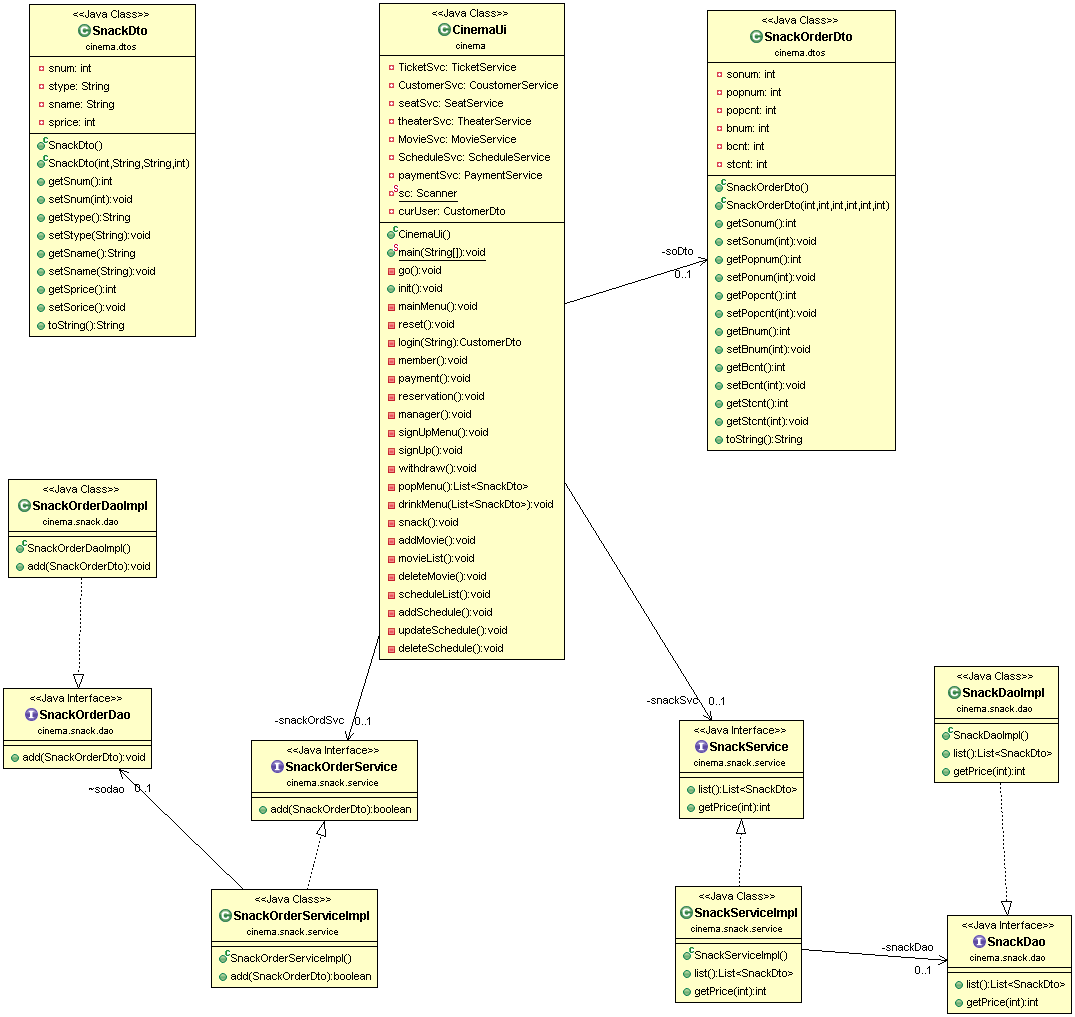 <<Java Class>>
SnackDto
cinema.dtos
snum: int
stype: String
sname: String
sprice: int
SnackDto()
SnackDto(int,String,String,int)
getSnum():int
setSnum(int):void
getStype():String
setStype(String):void
getSname():String
setSname(String):void
getSprice():int
setSorice():void
toString():String
<<Java Class>>
CinemaUi
cinema
TicketSvc: TicketService
CustomerSvc: CoustomerService
seatSvc: SeatService
theaterSvc: TheaterService
MovieSvc: MovieService
ScheduleSvc: ScheduleService
paymentSvc: PaymentService
sc: Scanner
curUser: CustomerDto
CinemaUi()
main(String[]):void
go():void
init():void
mainMenu():void
reset():void
login(String):CustomerDto
member():void
payment():void
reservation():void
manager():void
signUpMenu():void
signUp():void
withdraw():void
popMenu():List<SnackDto>
drinkMenu(List<SnackDto>):void
snack():void
addMovie():void
movieList():void
deleteMovie():void
scheduleList():void
addSchedule():void
updateSchedule():void
deleteSchedule():void
-soDto
0..1
<<Java Class>>
SnackOrderDto
cinema.dtos
sonum: int
popnum: int
popcnt: int
bnum: int
bcnt: int
stcnt: int
SnackOrderDto()
SnackOrderDto(int,int,int,int,int,int)
getSonum():int
setSonum(int):void
getPopnum():int
setPonum(int):void
getPopcnt():int
setPopcnt(int):void
getBnum():int
setBnum(int):void
getBcnt():int
setBcnt(int):void
getStcnt():int
getStcnt(int):void
toString():String
<<Java Class>>
SnackOrderDaoImpl
cinema.snack.dao
SnackOrderDaoImpl()
add(SnackOrderDto):void
<<Java Interface>>
SnackOrderDao
cinema.snack.dao
add(SnackOrderDto):void
~sodao 0..1
-snackOrdSvc 0..1
<<Java Interface>>
SnackOrderService
cinema.snack.service
add(SnackOrderDto):boolean
<<Java Class>>
SnackOrderServiceImpl
cinema.snack.service
SnackOrderServiceImpl()
add(SnackOrderDto):boolean
-snackSvc 0..1
<<Java Interface>>
SnackService
cinema.snack.service
list():List<SnackDto>
getPrice(int):int
<<Java Class>>
SnackServiceImpl
cinema.snack.service
SnackServiceImpl()
list():List<SnackDto>
getPrice(int):int
-snackDao
0..1
<<Java Class>>
SnackDaoImpl
cinema.snack.dao
SnackDaoImpl()
list():List<SnackDto>
getPrice(int):int
<<Java Interface>>
SnackDao
cinema.snack.dao
list():List<SnackDto>
getPrice(int):int